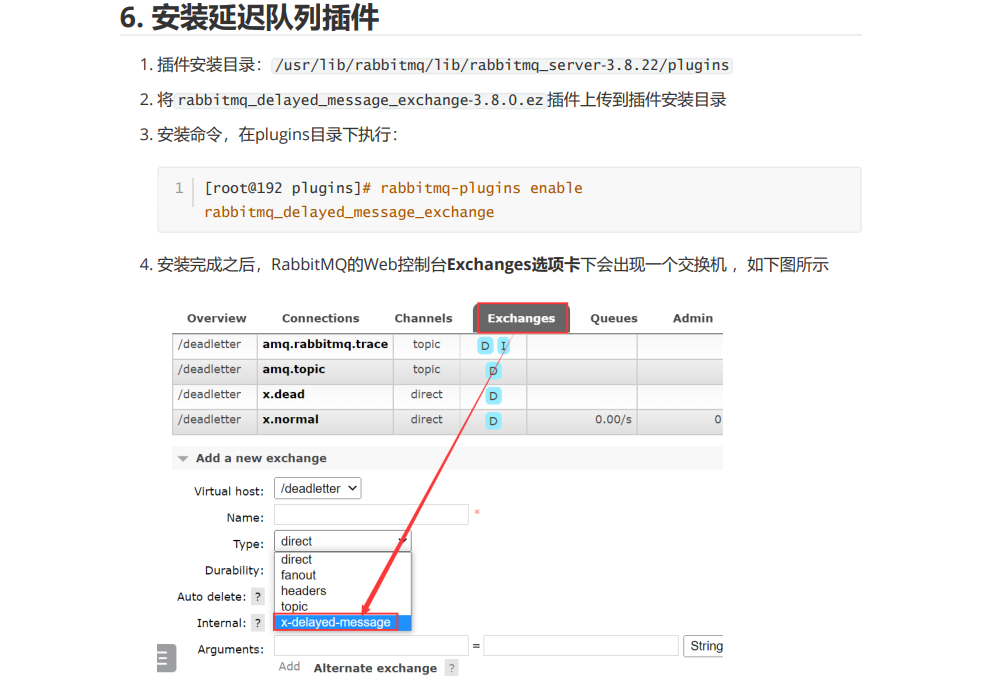 6. 安装延迟队列插件
1. 插件安装目录：/usr/lib/rabbitmq/lib/rabbitmq_server-3.8.22/plugins
2. 将 rabbitmq_delayed_message_exchange-3.8.0.ez 插件上传到插件安装目录
3. 安装命令，在plugins目录下执行：
1 [root@192 plugins]# rabbitmq-plugins enable
rabbitmq_delayed_message_exchange
4. 安装完成之后，RabbitMQ的Web控制台Exchanges选项卡下会出现一个交换机 ，如下图所示
Overview Connections Channels Exchanges Queues Admin
/deadletter amq.rabbitmq.trace topic D I
/deadletter amq.topic topic D
/deadletter x.dead direct D
/deadletter x.normal direct D 0.00/s 0
Add a new exchange
Virtual host: /deadletter
Name: *
Type: direct
direct
Durability:
fanout
headers
Auto delete: ?
topic
Internal: ? x-delayed-message
Arguments: = String
Add Alternate exchange ?